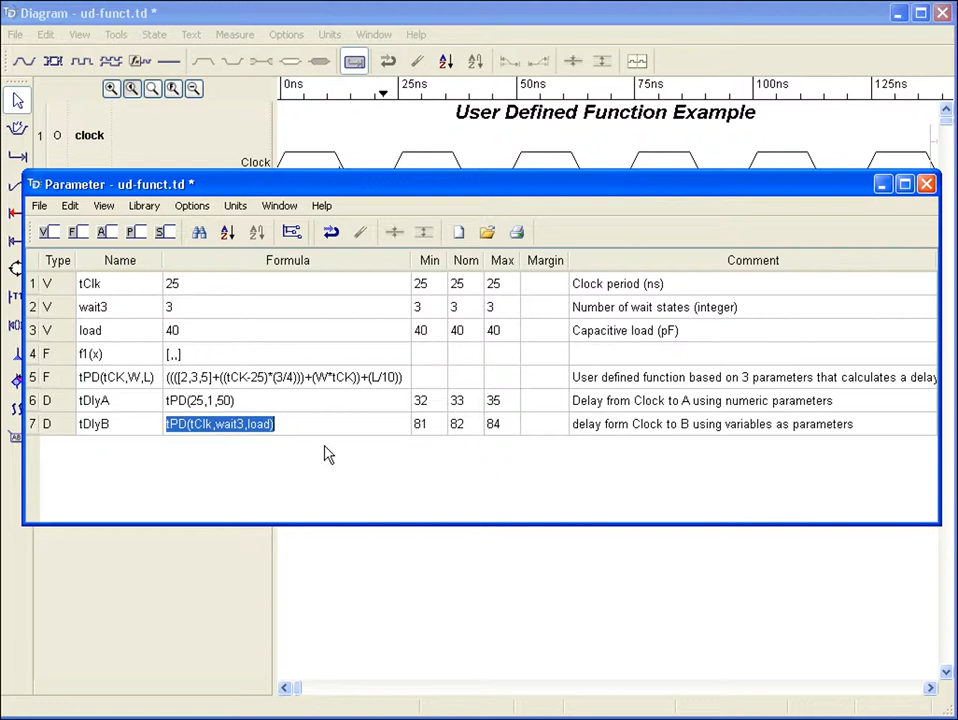 Diagram - ud-funct.td *
File Edit View Tools State Text Measure Options Units Window Help
0ns 25ns 50ns 75ns 100ns 125ns
User Defined Function Example
1 O clock
Clock
Parameter - ud-funct.td *
File Edit View Library Options Units Window Help
V F A P S
Type Name Formula Min Nom Max Margin Comment
1 V tClk 25 25 25 25 Clock period (ns)
2 V wait3 3 3 3 3 Number of wait states (integer)
3 V load 40 40 40 40 Capacitive load (pF)
4 F f1(x) [,,]
5 F tPD(tCK,W,L) ((([2,3,5]+((tCK-25)*(3/4)))+(W*tCK))+(L/10)) User defined function based on 3 parameters that calculates a delay
6 D tDlyA tPD(25,1,50) 32 33 35 Delay from Clock to A using numeric parameters
7 D tDlyB tPD(tClk,wait3,load) 81 82 84 delay form Clock to B using variables as parameters